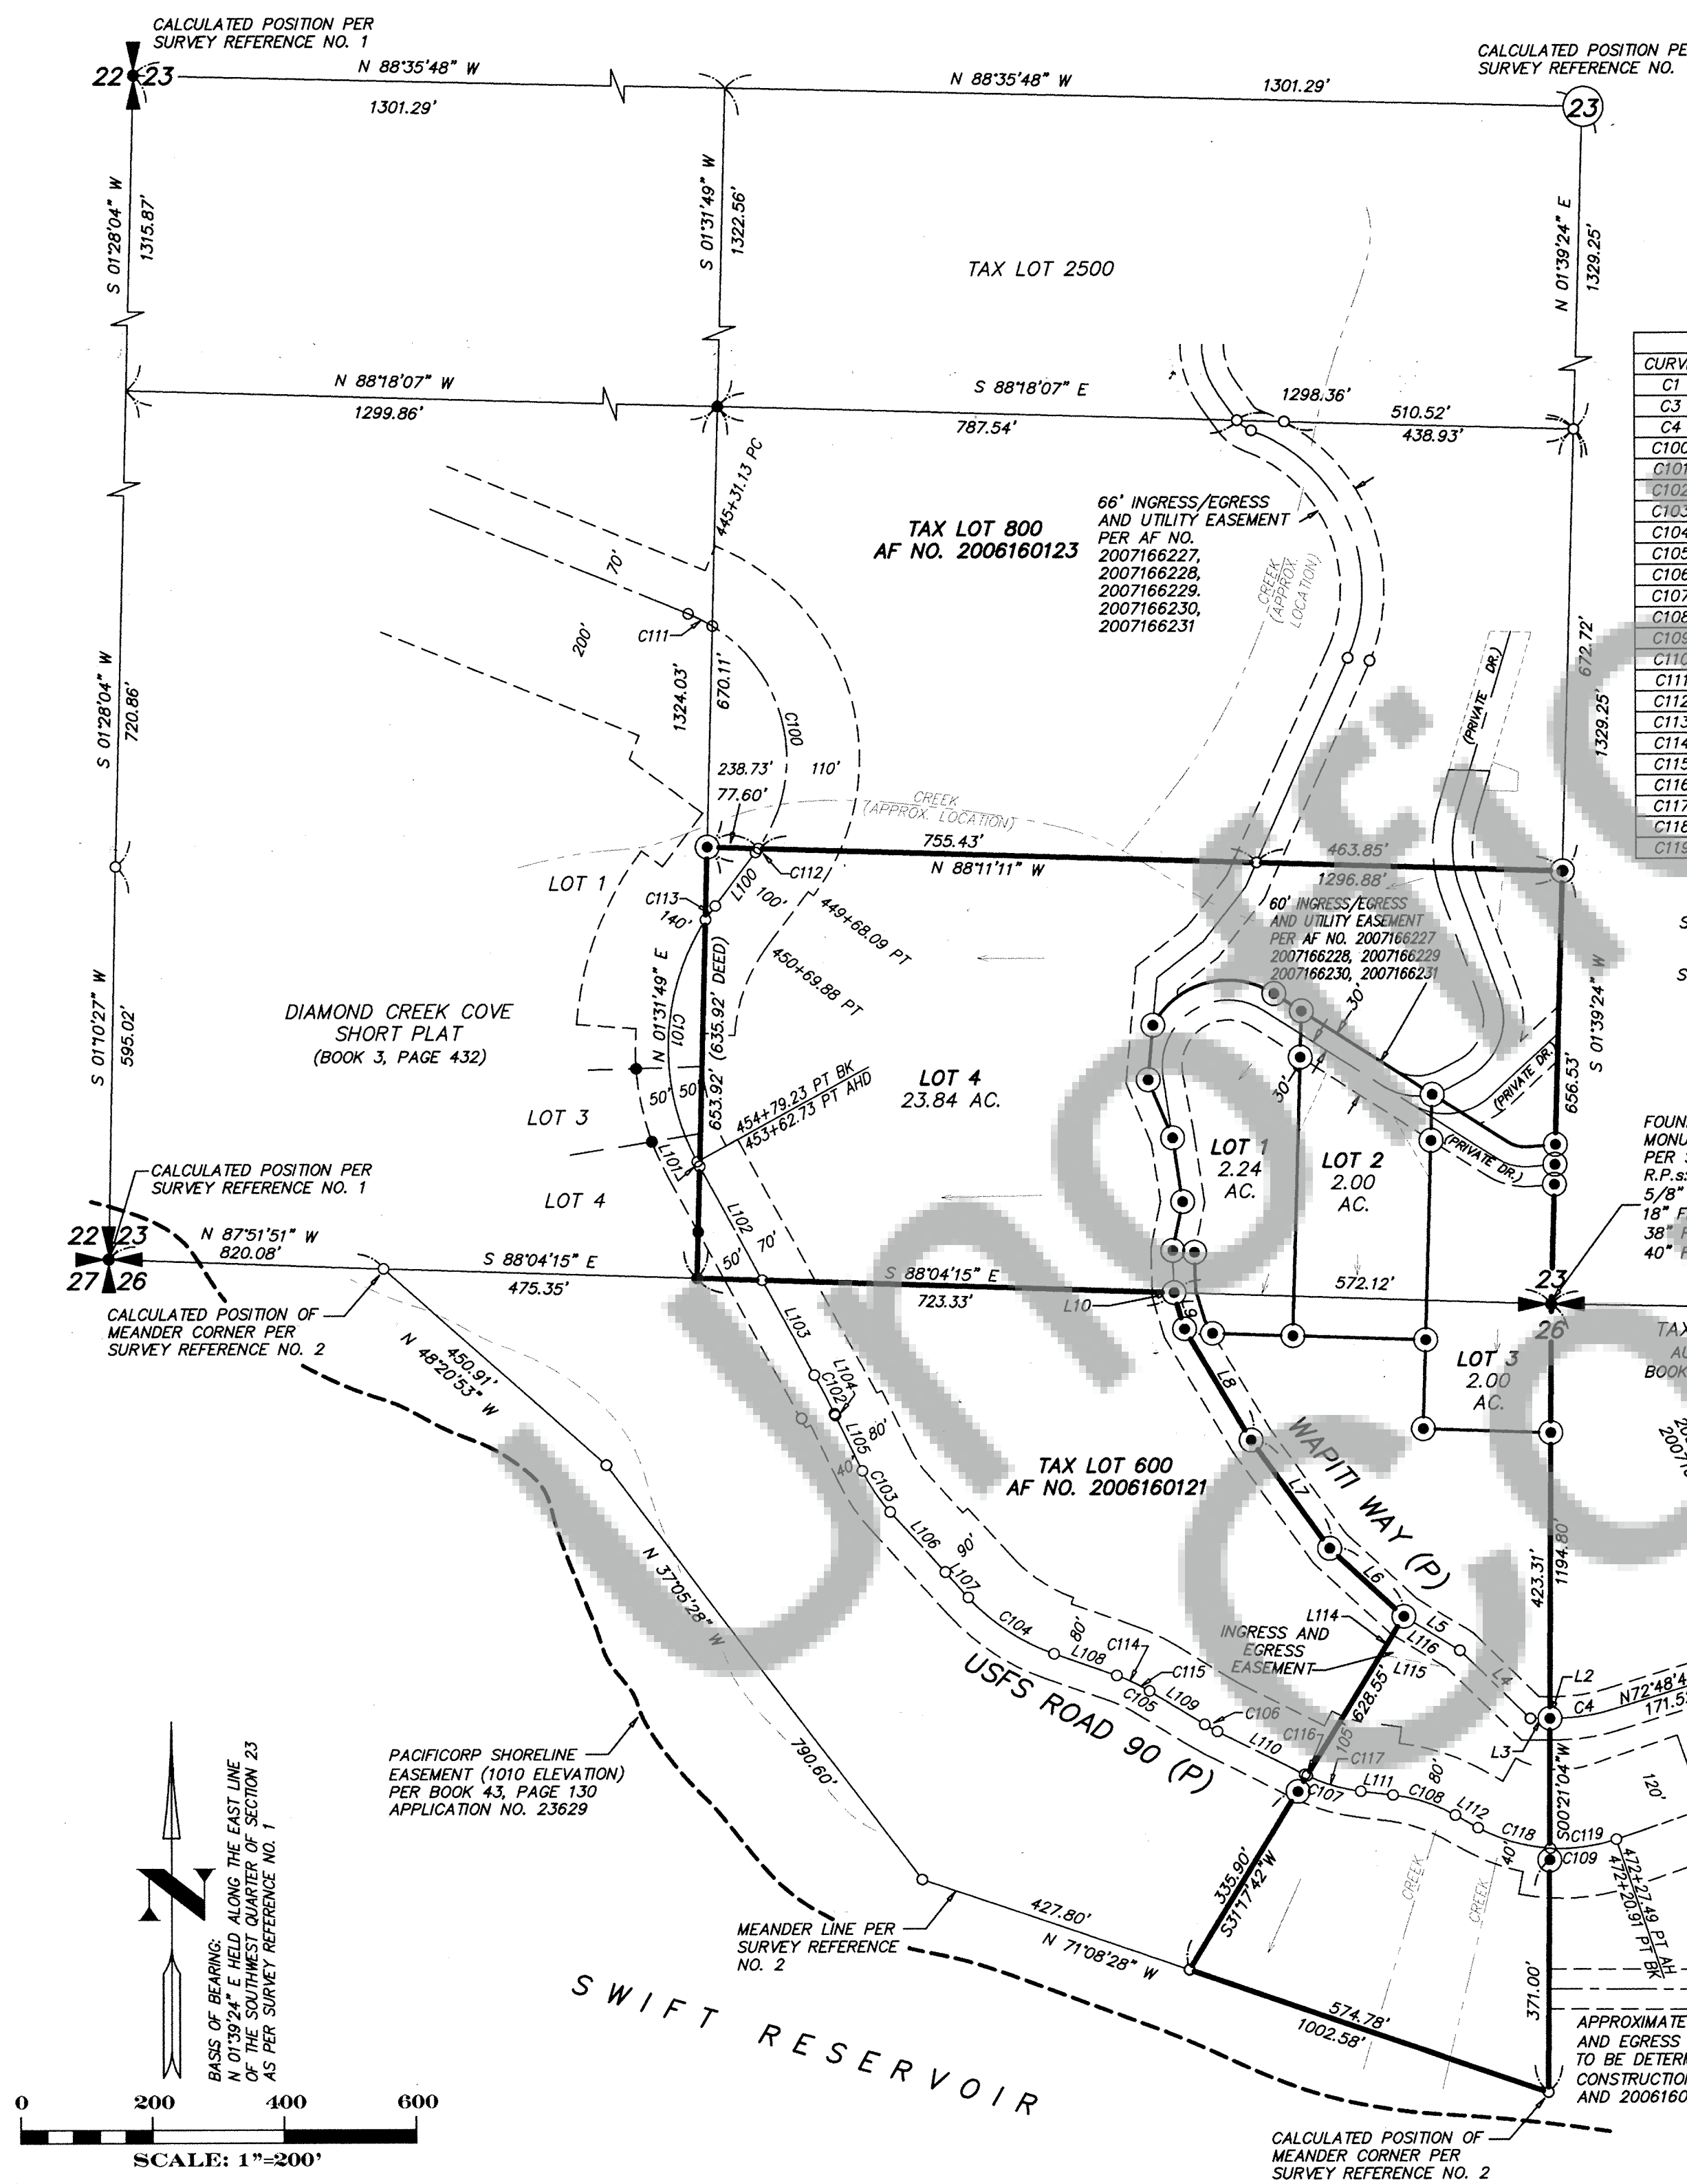 CALCULATED POSITION PER
SURVEY REFERENCE NO. 1
22 23
N 88°35'48" W
1301.29'
N 88°35'48" W
1301.29'
CALCULATED POSITION PE
SURVEY REFERENCE NO.
23
S 01°28'04" W
1315.87'
S 01°31'49" W
1322.56'
N 01°39'24" E
1329.25'
TAX LOT 2500
N 88°18'07" W
1299.86'
S 88°18'07" E
787.54'
1298.36'
510.52'
438.93'
CURV
C1
C3
C4
C100
C101
C102
C103
C104
C105
C106
C107
C108
C109
C110
C111
C112
C113
C114
C115
C116
C117
C118
C119
445+31.13 PC
TAX LOT 800
AF NO. 2006160123
66' INGRESS/EGRESS
AND UTILITY EASEMENT
PER AF NO.
2007166227,
2007166228,
2007166229.
2007166230,
2007166231
CREEK
(APPROX.
LOCATION)
70'
200'
C111
1324.03'
670.11'
C100
110'
238.73'
77.60'
S 01°28'04" W
720.86'
672.72'
1329.25'
(PRIVATE DR.)
CREEK
(APPROX. LOCATION)
755.43'
N 88°11'11" W
463.85'
1296.88'
LOT 1
C113
140'
L100
100'
C112
449+68.09 PT
450+69.88 PT
60' INGRESS/EGRESS
AND UTILITY EASEMENT
PER AF NO. 2007166227
2007166228, 2007166229
2007166230, 2007166231
30'
30'
S 01°39'24" W
656.53'
S
S
DIAMOND CREEK COVE
SHORT PLAT
(BOOK 3, PAGE 432)
S 01°10'27" W
595.02'
N 01°31'49" E
C101
653.92' (635.92' DEED)
50' 50'
454+79.23 PT BK
453+62.73 PT AHD
LOT 4
23.84 AC.
LOT 3
L101
LOT 4
LOT 1
2.24
AC.
LOT 2
2.00
AC.
(PRIVATE DR.)
(PRIVATE DR.)
FOUN
MONU
PER
R.P.s:
5/8"
18" F
38"
40"
CALCULATED POSITION PER
SURVEY REFERENCE NO. 1
22 23
27 26
N 87°51'51" W
820.08'
S 88°04'15" E
475.35'
L102
50'
70'
S 88°04'15" E
723.33'
L10
572.12'
23
26
CALCULATED POSITION OF
MEANDER CORNER PER
SURVEY REFERENCE NO. 2
450.91'
N 48°20'53" W
L103
L104
C102
80'
L105
40'
C103
L106
90'
L107
9
L8
L7
L6
LOT 3
2.00
AC.
TAX
BOOK
TAX LOT 600
AF NO. 2006160121
WAPITI WAY (P)
423.31'
1194.80'
N 37°05'28" W
790.60'
C104
80'
L108
C114
C115
C105
L109
C106
L110
C116
INGRESS AND
EGRESS
EASEMENT
L114
L116
L115
L5
L4
L2
C4
L3
N72°48'4
171.5
USFS ROAD 90 (P)
628.55'
105'
C117
C107
L111
80'
C108
L112
C118
40'
C119
C109
S00°21'04"W
120'
472+27.49 PT AH
472+20.91 PT BK
PACIFICORP SHORELINE
EASEMENT (1010 ELEVATION)
PER BOOK 43, PAGE 130
APPLICATION NO. 23629
MEANDER LINE PER
SURVEY REFERENCE
NO. 2
427.80'
N 71°08'28" W
335.90'
S31°17'42"W
CREEK
CREEK
574.78'
1002.58'
371.00'
SWIFT RESERVOIR
APPROXIMATE
AND EGRESS
TO BE DETERM
CONSTRUCTION
AND 2006160
CALCULATED POSITION OF
MEANDER CORNER PER
SURVEY REFERENCE NO. 2
N
BASIS OF BEARING:
N 01°39'24" E HELD ALONG THE EAST LINE
OF THE SOUTHWEST QUARTER OF SECTION 23
AS PER SURVEY REFERENCE NO. 1
0 200 400 600
SCALE: 1"=200'